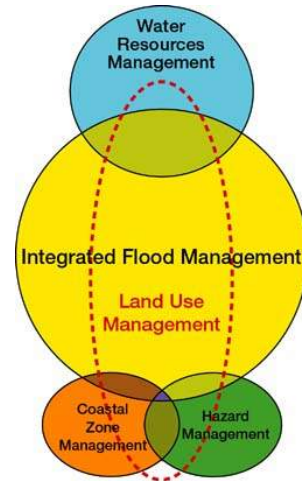 Water
Resources
Management
Integrated Flood Management
Land Use
Management
Coastal
Zone
Management
Hazard
Management